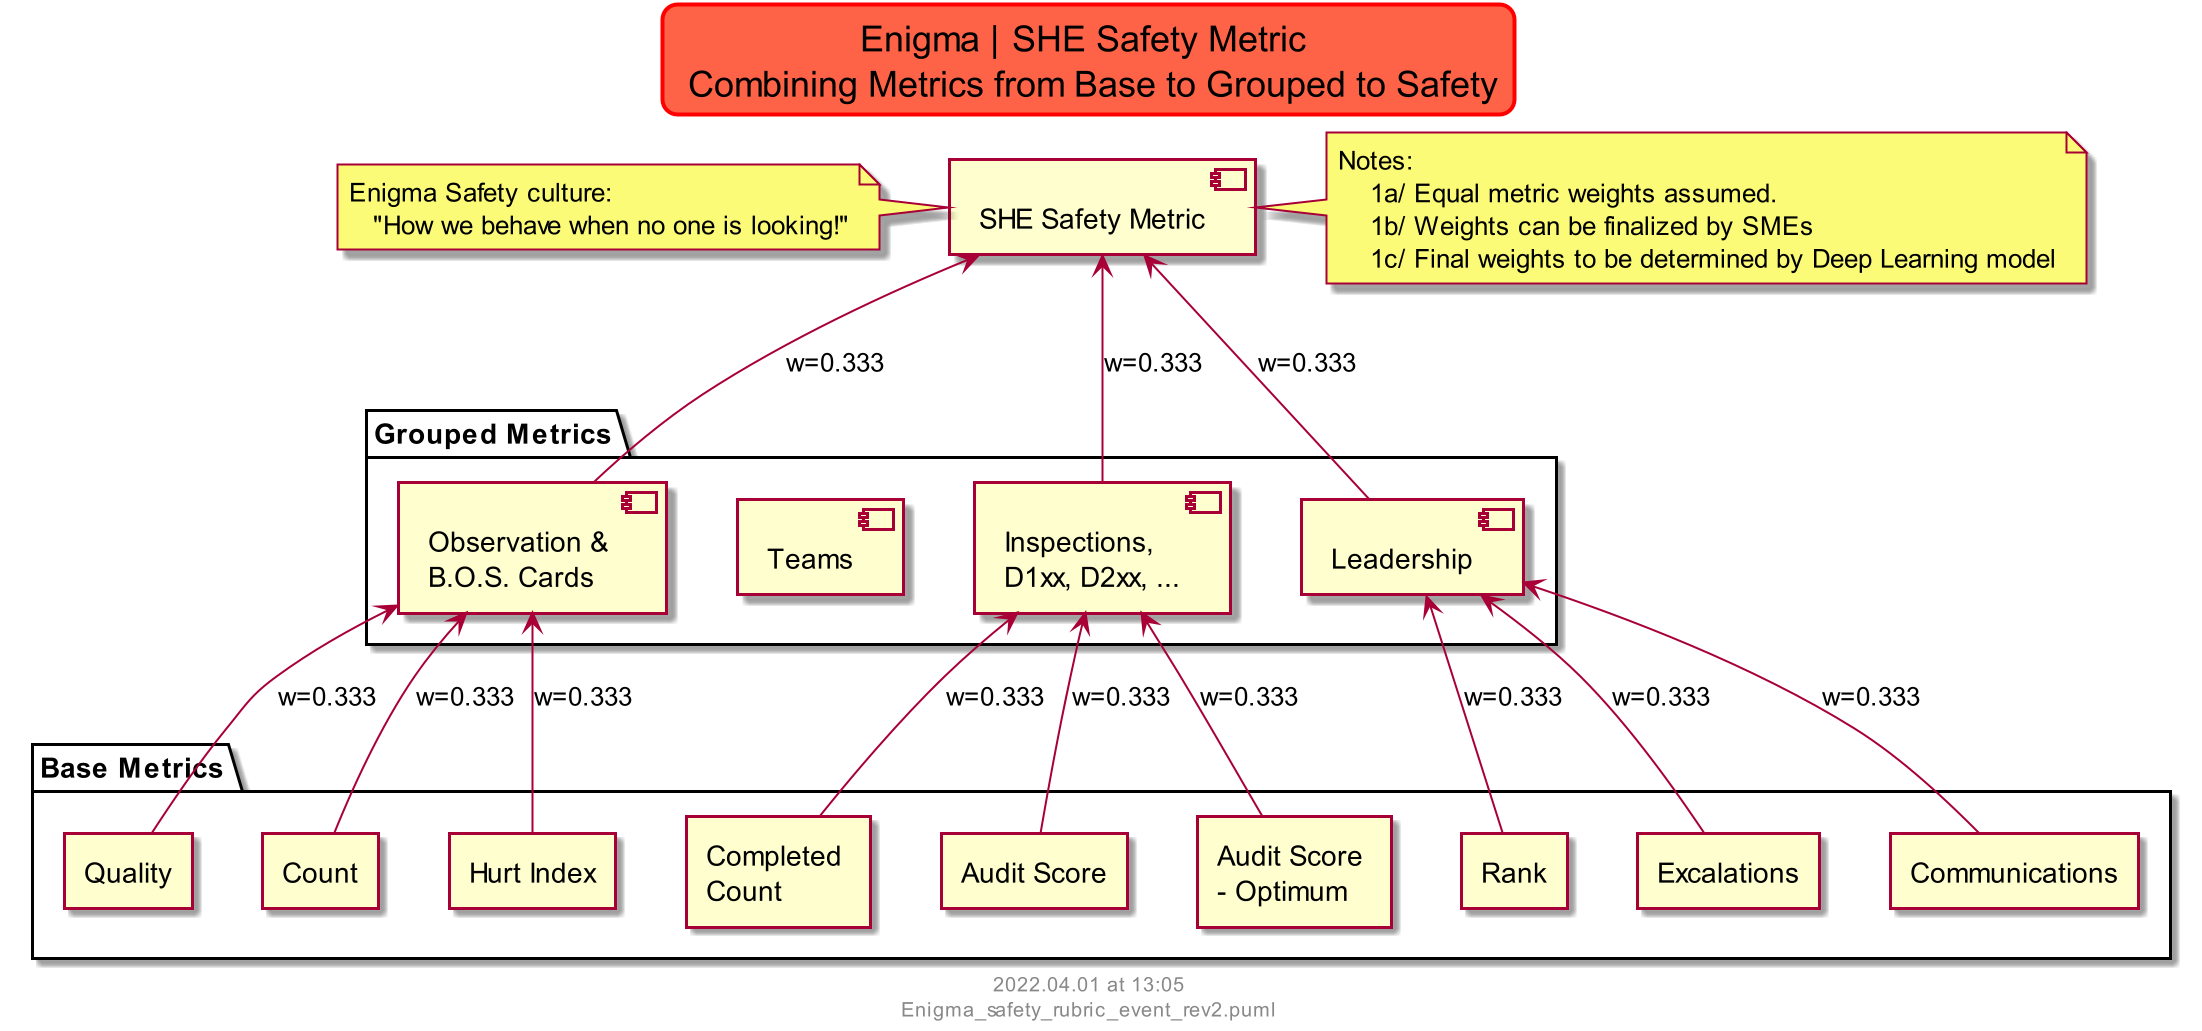 Enigma | SHE Safety Metric
Combining Metrics from Base to Grouped to Safety
Enigma Safety culture:
"How we behave when no one is looking!"
SHE Safety Metric
Notes:
1a/ Equal metric weights assumed.
1b/ Weights can be finalized by SMEs
1c/ Final weights to be determined by Deep Learning model
w=0.333
w=0.333
w=0.333
Grouped Metrics
Observation &
B.O.S. Cards
Teams
Inspections,
D1xx, D2xx, ...
Leadership
w=0.333
w=0.333
w=0.333
w=0.333
w=0.333
w=0.333
w=0.333
w=0.333
w=0.333
Base Metrics
Quality
Count
Hurt Index
Completed
Count
Audit Score
Audit Score
- Optimum
Rank
Excalations
Communications
2022.04.01 at 13:05
Enigma_safety_rubric_event_rev2.puml